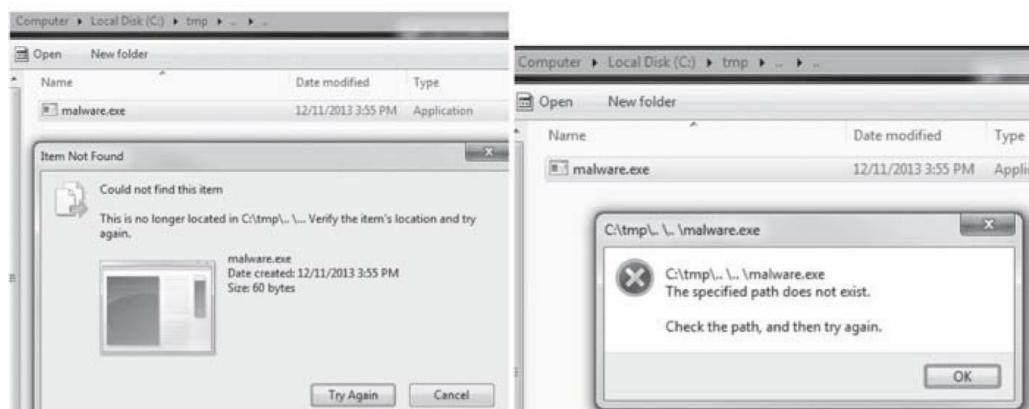 Computer ▸ Local Disk (C:) ▸ tmp ▸ .. ▸ ..
Open New folder
Name Date modified Type
malware.exe 12/11/2013 3:55 PM Application
Item Not Found
Could not find this item
This is no longer located in C:\tmp\.. \... Verify the item's location and try
again.
malware.exe
Date created: 12/11/2013 3:55 PM
Size: 60 bytes
Try Again Cancel
Computer ▸ Local Disk (C:) ▸ tmp ▸ .. ▸ ..
Open New folder
Name Date modified Type
malware.exe 12/11/2013 3:55 PM Appli
C:\tmp\.. \.. \malware.exe
C:\tmp\.. \.. \malware.exe
The specified path does not exist.
Check the path, and then try again.
OK